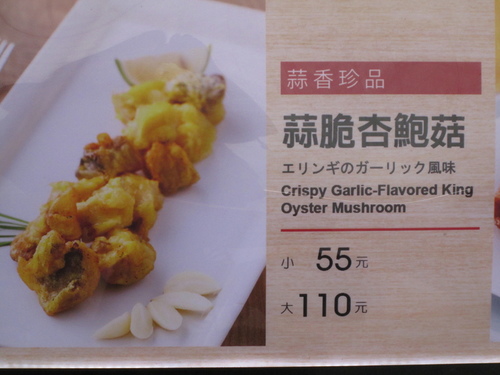 蒜香珍品
蒜脆杏鮑菇
エリンギのガーリック風味
Crispy Garlic-Flavored King
Oyster Mushroom
小 55元
大 110元